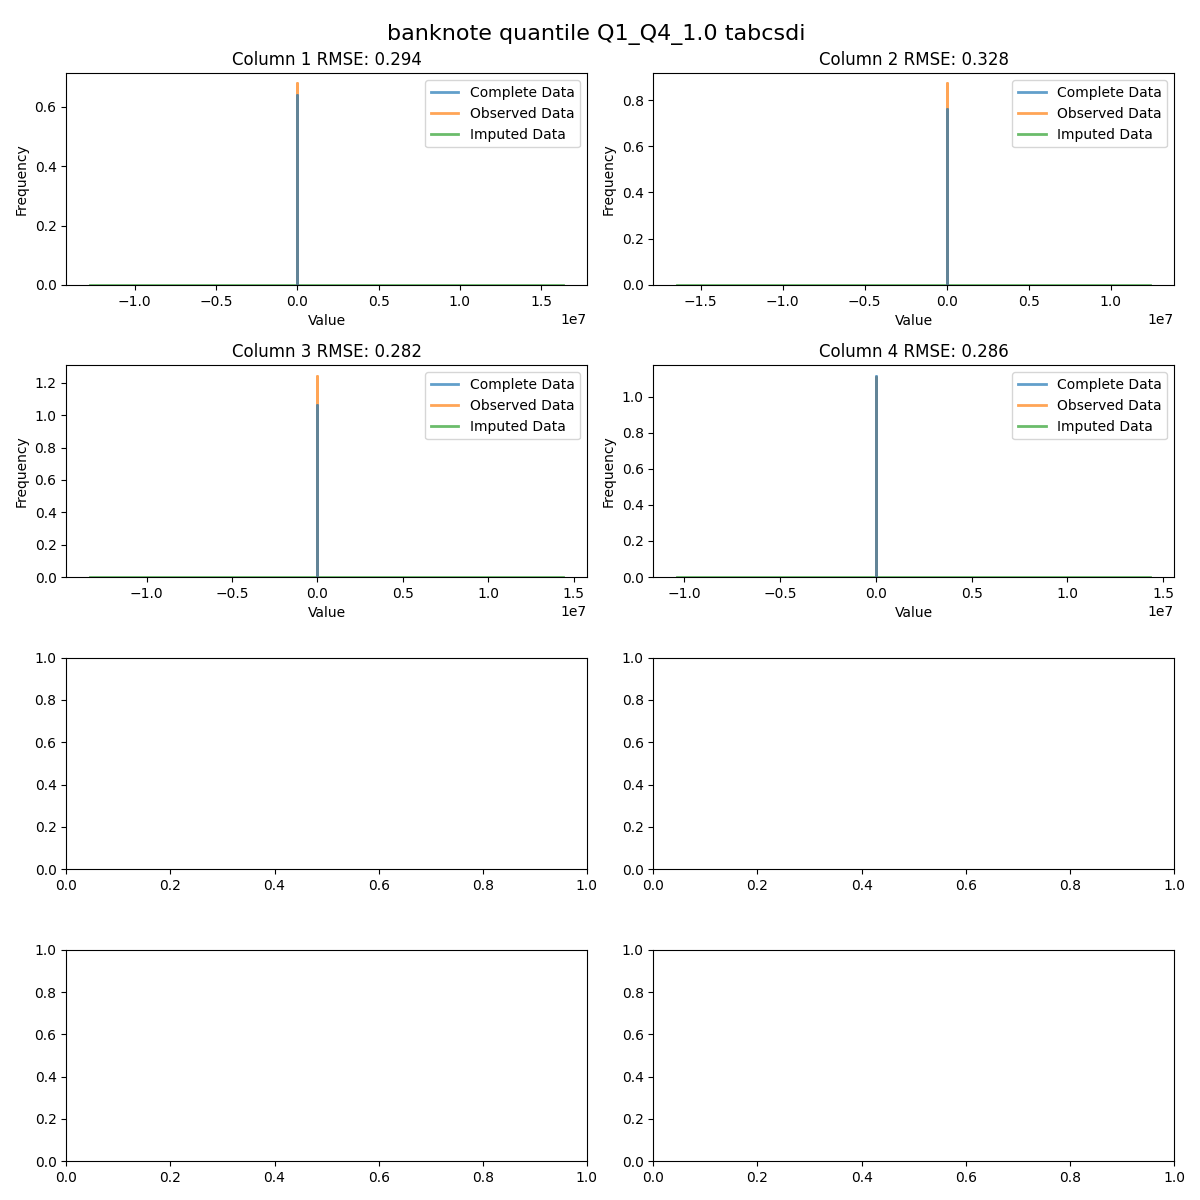 banknote quantile Q1_Q4_1.0 tabcsdi
Column 1 RMSE: 0.294
Complete Data
Observed Data
Imputed Data
Frequency
0.6
0.4
0.2
0.0
−1.0 −0.5 0.0 0.5 1.0 1.5
1e7
Value
Column 2 RMSE: 0.328
Complete Data
Observed Data
Imputed Data
Frequency
0.8
0.6
0.4
0.2
0.0
−1.5 −1.0 −0.5 0.0 0.5 1.0
1e7
Value
Column 3 RMSE: 0.282
Complete Data
Observed Data
Imputed Data
Frequency
1.2
1.0
0.8
0.6
0.4
0.2
0.0
−1.0 −0.5 0.0 0.5 1.0 1.5
1e7
Value
Column 4 RMSE: 0.286
Complete Data
Observed Data
Imputed Data
Frequency
1.0
0.8
0.6
0.4
0.2
0.0
−1.0 −0.5 0.0 0.5 1.0 1.5
1e7
Value
1.0
0.8
0.6
0.4
0.2
0.0
0.0 0.2 0.4 0.6 0.8 1.0
1.0
0.8
0.6
0.4
0.2
0.0
0.0 0.2 0.4 0.6 0.8 1.0
1.0
0.8
0.6
0.4
0.2
0.0
0.0 0.2 0.4 0.6 0.8 1.0
1.0
0.8
0.6
0.4
0.2
0.0
0.0 0.2 0.4 0.6 0.8 1.0